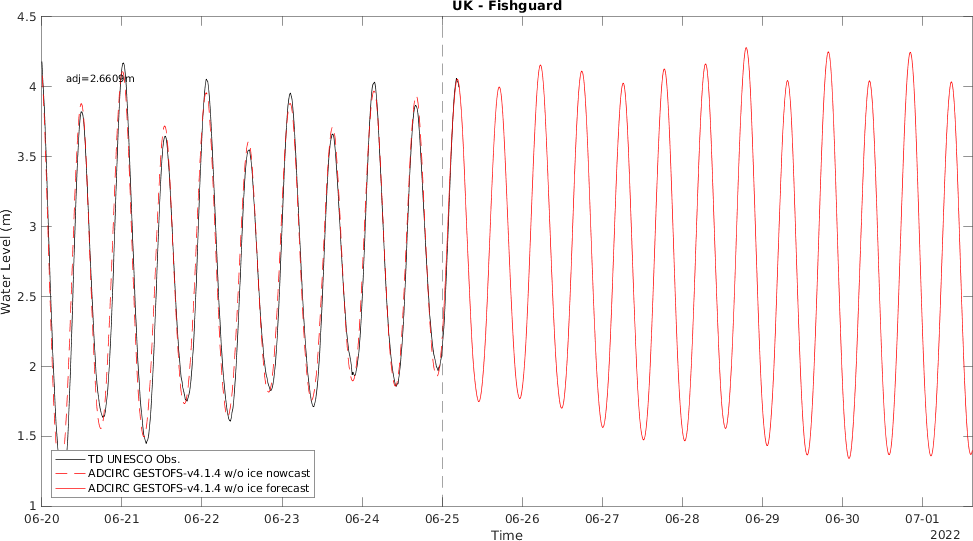 UK - Fishguard
4.5
4
3.5
3
2.5
2
1.5
1
Water Level (m)
adj=2.6609m
TD UNESCO Obs.
ADCIRC GESTOFS-v4.1.4 w/o ice nowcast
ADCIRC GESTOFS-v4.1.4 w/o ice forecast
06-20 06-21 06-22 06-23 06-24 06-25 06-26 06-27 06-28 06-29 06-30 07-01
2022
Time